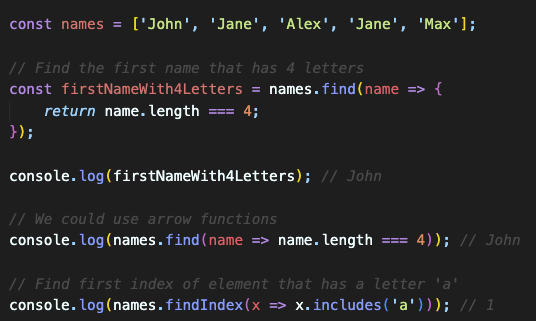 const names = ['John', 'Jane', 'Alex', 'Jane', 'Max'];
// Find the first name that has 4 letters
const firstNameWith4Letters = names.find(name => {
    return name.length === 4;
});
console.log(firstNameWith4Letters); // John
// We could use arrow functions
console.log(names.find(name => name.length === 4)); // John
// Find first index of element that has a letter 'a'
console.log(names.findIndex(x => x.includes('a'))); // 1